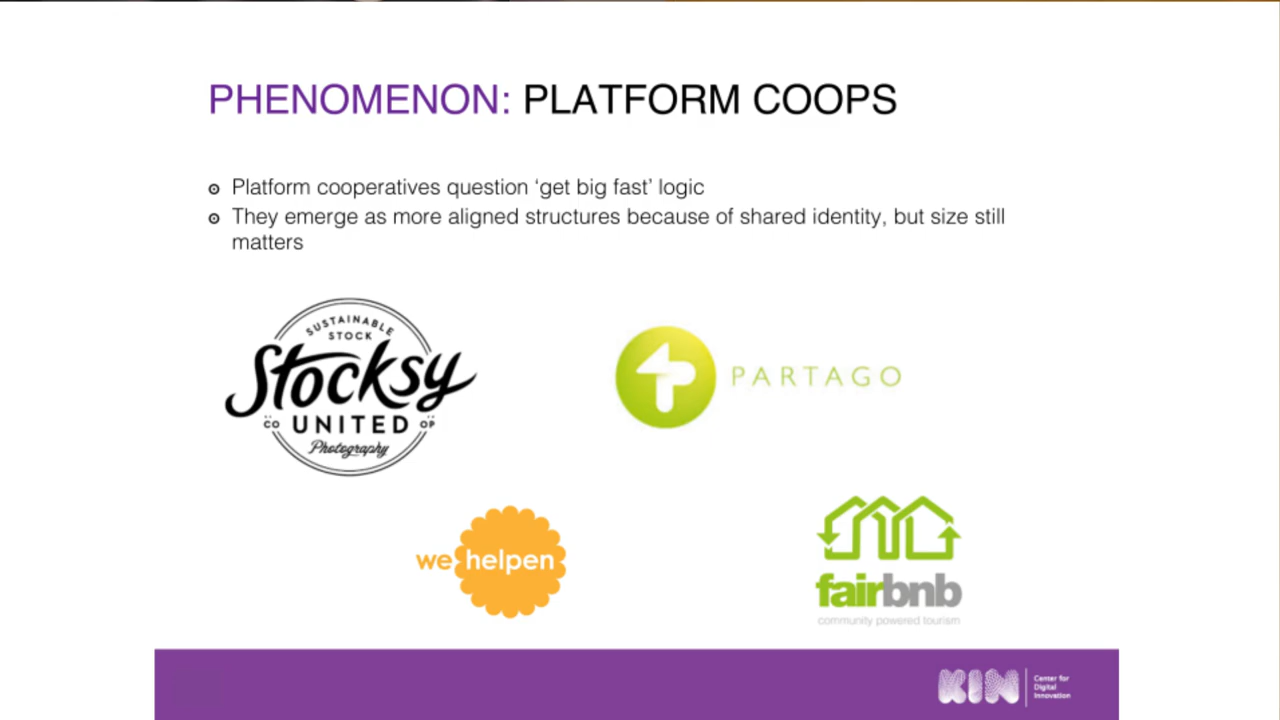 PHENOMENON: PLATFORM COOPS
Platform cooperatives question ‘get big fast’ logic
They emerge as more aligned structures because of shared identity, but size still
matters
SUSTAINABLE
STOCK
Stocksy
CO UNITED OP
Photography
PARTAGO
we helpen
fairbnb
community powered tourism
KIN
Center for
Digital
Innovation